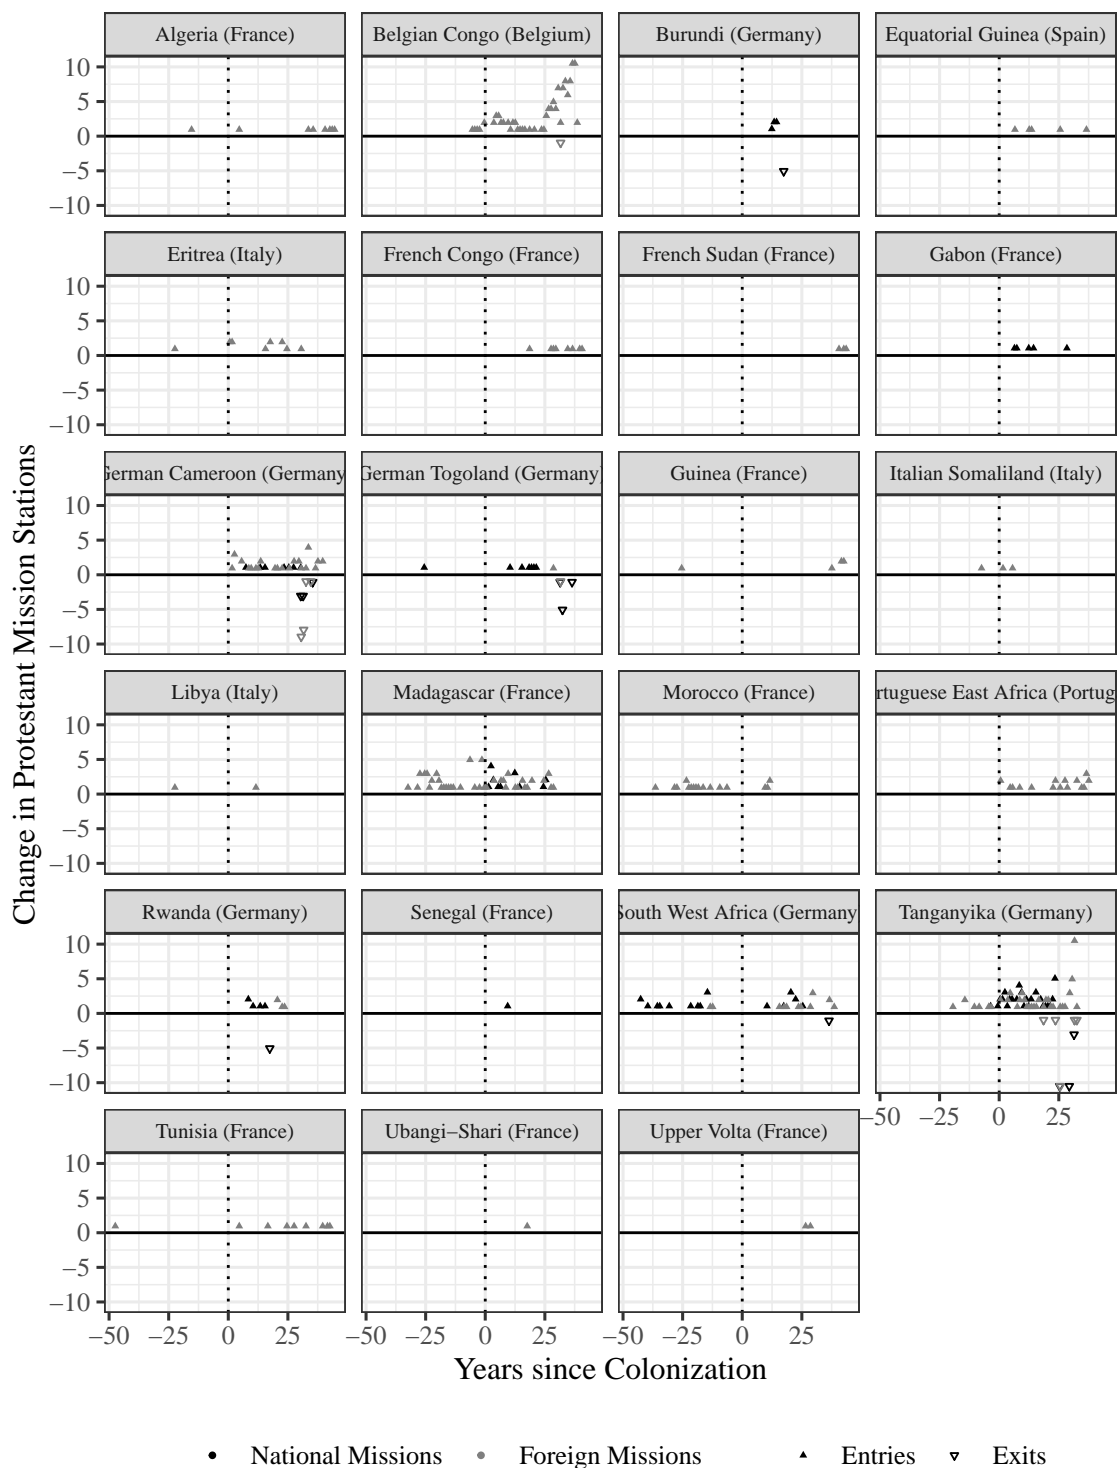 Algeria (France) Belgian Congo (Belgium) Burundi (Germany) Equatorial Guinea (Spain)
10
5
0
−5
−10
Eritrea (Italy) French Congo (France) French Sudan (France) Gabon (France)
10
5
0
−5
−10
German Cameroon (Germany German Togoland (Germany) Guinea (France) Italian Somaliland (Italy)
10
5
0
−5
−10
Libya (Italy) Madagascar (France) Morocco (France) rtuguese East Africa (Portug
10
5
0
−5
−10
Rwanda (Germany) Senegal (France) South West Africa (Germany Tanganyika (Germany)
10
5
0
−5
−10
−50 −25 0 25
Tunisia (France) Ubangi−Shari (France) Upper Volta (France)
10
5
0
−5
−10
−50 −25 0 25 −50 −25 0 25 −50 −25 0 25
Change in Protestant Mission Stations
Years since Colonization
National Missions Foreign Missions Entries Exits